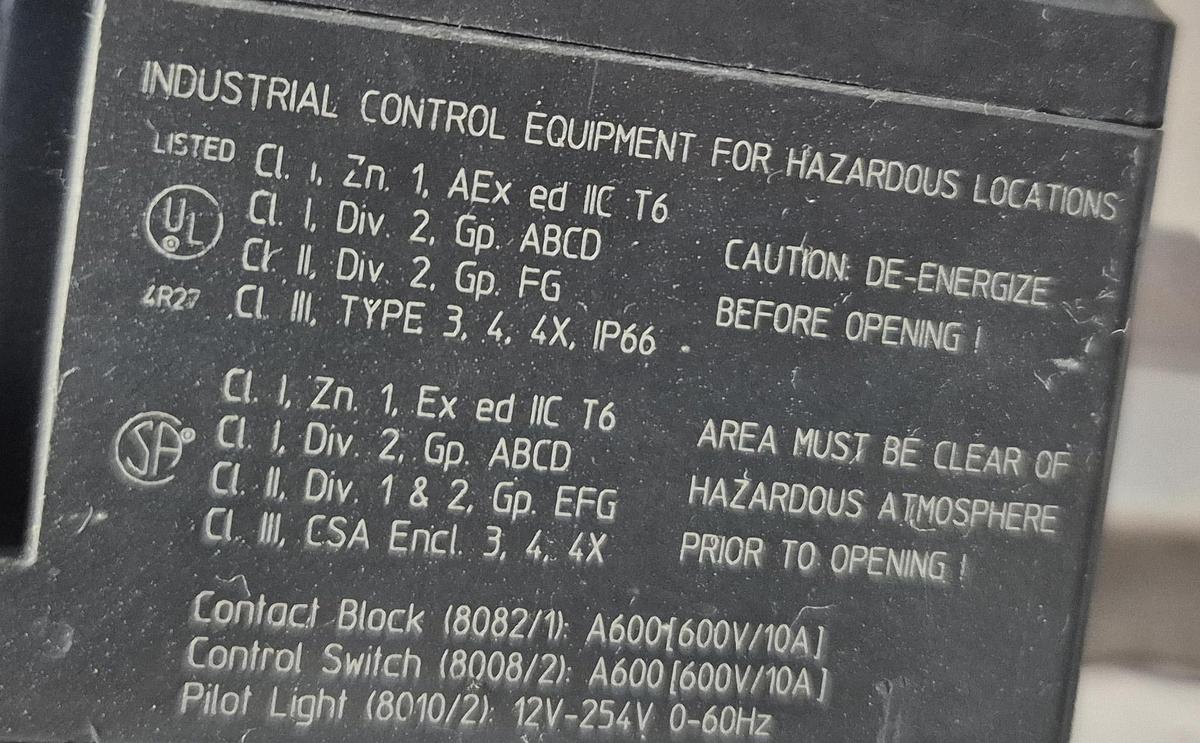 INDUSTRIAL CONTROL EQUIPMENT FOR HAZARDOUS LOCATIONS
LISTED
UL
®
4R27
Cl. I, Zn. 1, AEx ed IIC T6
Cl. I, Div. 2, Gp. ABCD
Cl. II, Div. 2, Gp. FG
Cl. III, TYPE 3, 4, 4X, IP66
CAUTION: DE-ENERGIZE
BEFORE OPENING !
SA®
Cl. I, Zn. 1, Ex ed IIC T6
Cl. I, Div. 2, Gp. ABCD
Cl. II, Div. 1 & 2, Gp. EFG
Cl. III, CSA Encl. 3, 4, 4X
AREA MUST BE CLEAR OF
HAZARDOUS ATMOSPHERE
PRIOR TO OPENING !
Contact Block (8082/1): A600[600V/10A]
Control Switch (8008/2): A600[600V/10A]
Pilot Light (8010/2): 12V-254V 0-60Hz